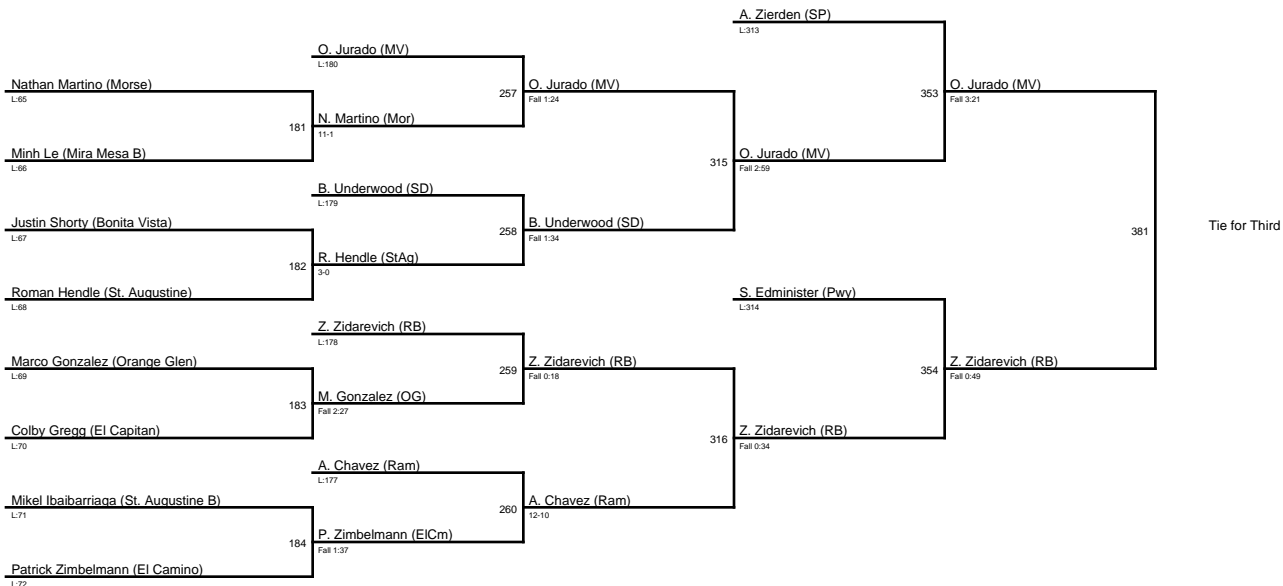 A. Zierden (SP)
L:313
O. Jurado (MV)
L:180
Nathan Martino (Morse)
L:65
O. Jurado (MV)
Fall 1:24
O. Jurado (MV)
Fall 3:21
257
353
181
N. Martino (Mor)
11-1
Minh Le (Mira Mesa B)
L:66
315
O. Jurado (MV)
Fall 2:59
B. Underwood (SD)
L:179
Justin Shorty (Bonita Vista)
L:67
258
B. Underwood (SD)
Fall 1:34
381
Tie for Third
182
R. Hendle (StAg)
3-0
Roman Hendle (St. Augustine)
L:68
S. Edminister (Pwy)
L:314
Z. Zidarevich (RB)
L:178
Marco Gonzalez (Orange Glen)
L:69
259
Z. Zidarevich (RB)
Fall 0:18
354
Z. Zidarevich (RB)
Fall 0:49
183
M. Gonzalez (OG)
Fall 2:27
Colby Gregg (El Capitan)
L:70
316
Z. Zidarevich (RB)
Fall 0:34
A. Chavez (Ram)
L:177
Mikel Ibaibarriaga (St. Augustine B)
L:71
260
A. Chavez (Ram)
12-10
184
P. Zimbelmann (ElCm)
Fall 1:37
Patrick Zimbelmann (El Camino)
L:72